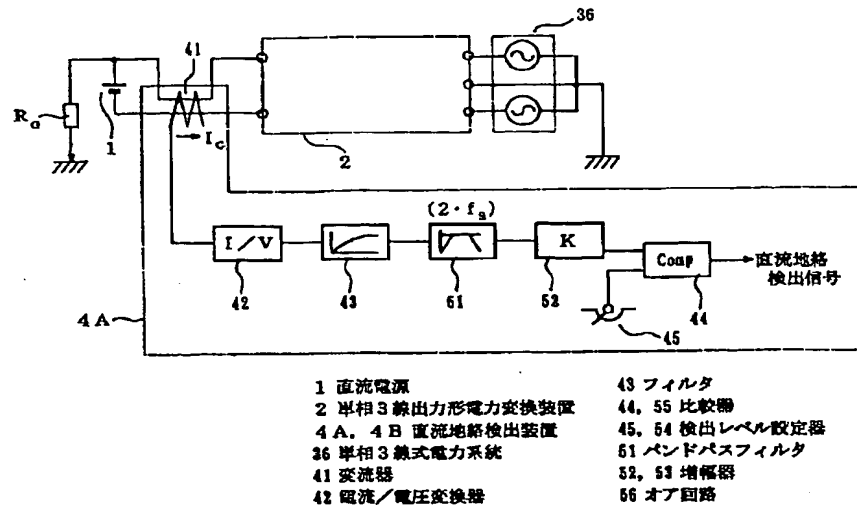 36
41
R_G
1
I_G
2
(2・f_s)
I/V
K
Comp
直流地絡
検出信号
42
43
51
52
44
45
4A
1 直流電源
2 単相3線出力形電力変換装置
4A, 4B 直流地絡検出装置
36 単相3線式電力系統
41 変流器
42 電流/電圧変換器
43 フィルタ
44, 55 比較器
45, 54 検出レベル設定器
51 バンドパスフィルタ
52, 53 増幅器
56 オア回路